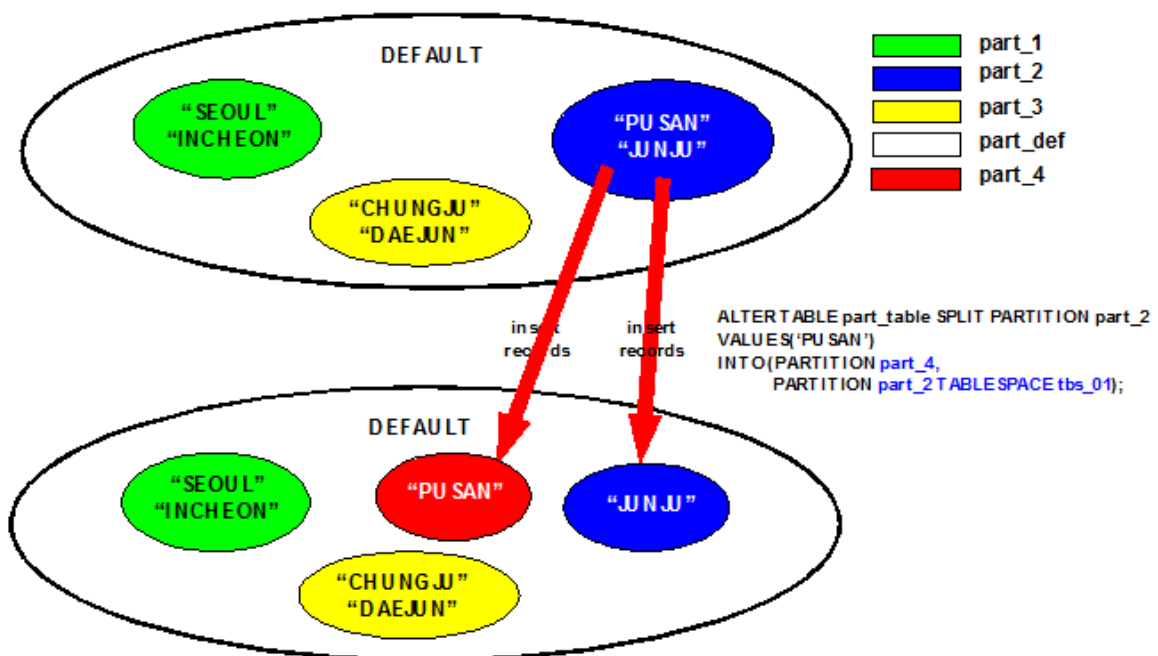 DEFAULT
“SEOUL”
“INCHEON”
“PUSAN”
“JUNJU”
“CHUNGJU”
“DAEJUN”
part_1
part_2
part_3
part_def
part_4
insert
records
insert
records
ALTER TABLE part_table SPLIT PARTITION part_2
VALUES(‘PUSAN’)
INTO(PARTITION part_4,
PARTITION part_2 TABLESPACE tbs_01);
DEFAULT
“SEOUL”
“INCHEON”
“PUSAN”
“JUNJU”
“CHUNGJU”
“DAEJUN”